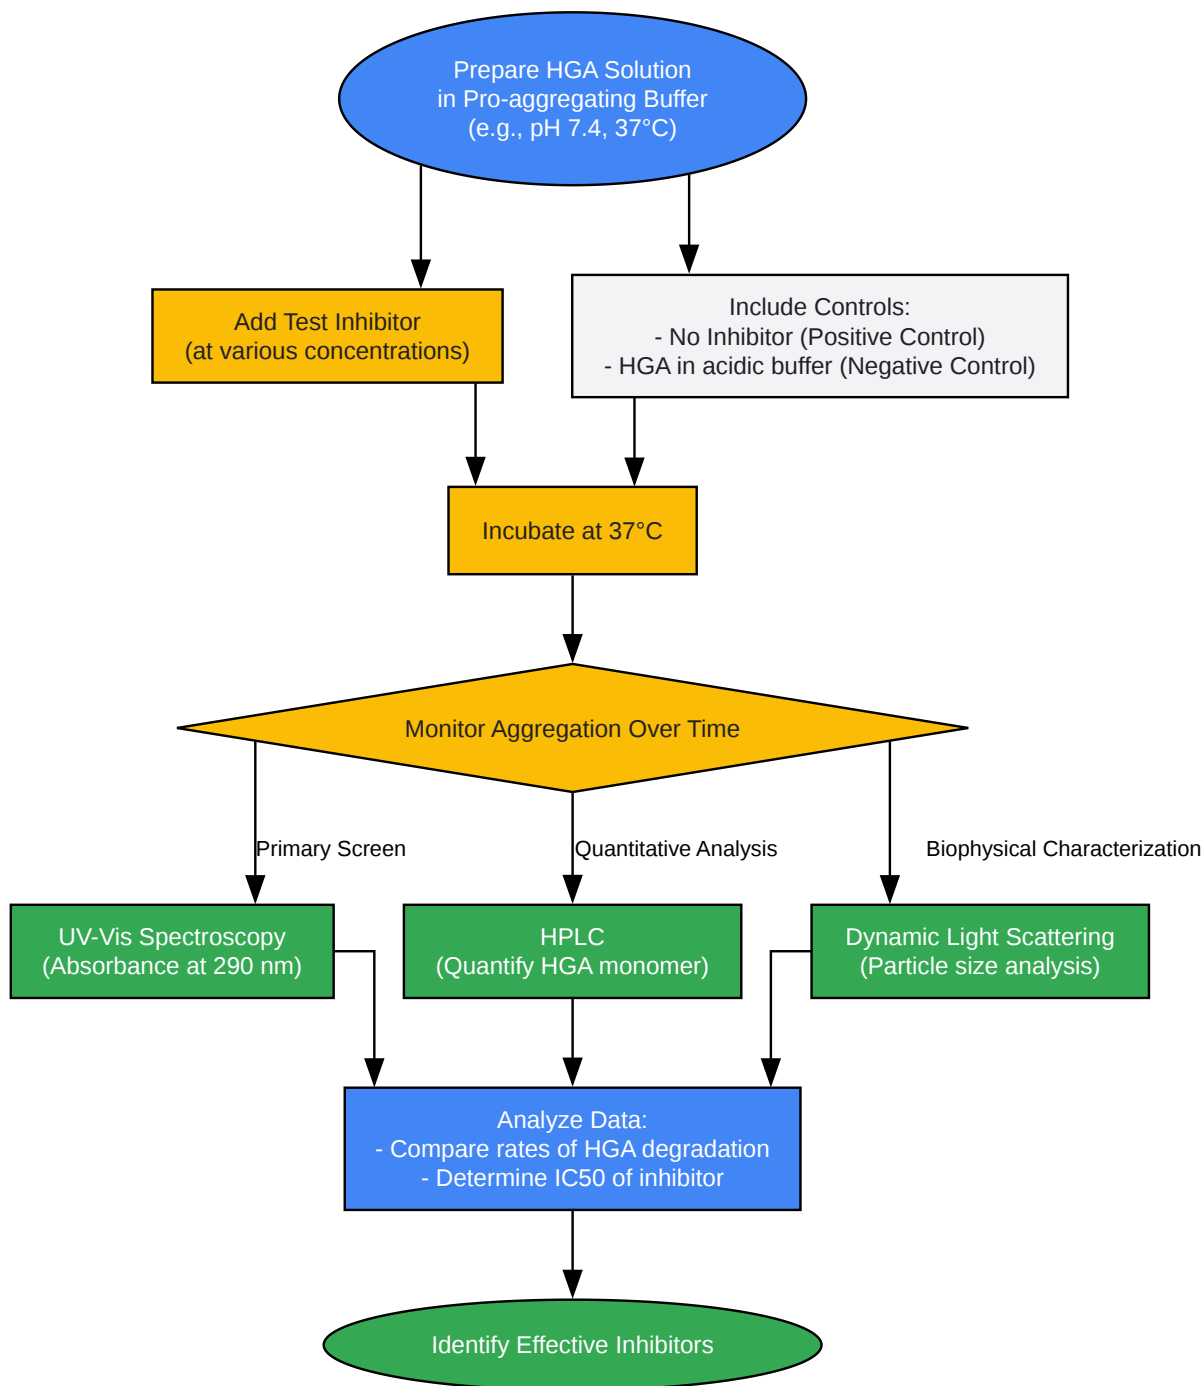 Prepare HGA Solution
in Pro-aggregating Buffer
(e.g., pH 7.4, 37°C)
Add Test Inhibitor
(at various concentrations)
Include Controls:
- No Inhibitor (Positive Control)
- HGA in acidic buffer (Negative Control)
Incubate at 37°C
Monitor Aggregation Over Time
Primary Screen
Quantitative Analysis
Biophysical Characterization
UV-Vis Spectroscopy
(Absorbance at 290 nm)
HPLC
(Quantify HGA monomer)
Dynamic Light Scattering
(Particle size analysis)
Analyze Data:
- Compare rates of HGA degradation
- Determine IC50 of inhibitor
Identify Effective Inhibitors